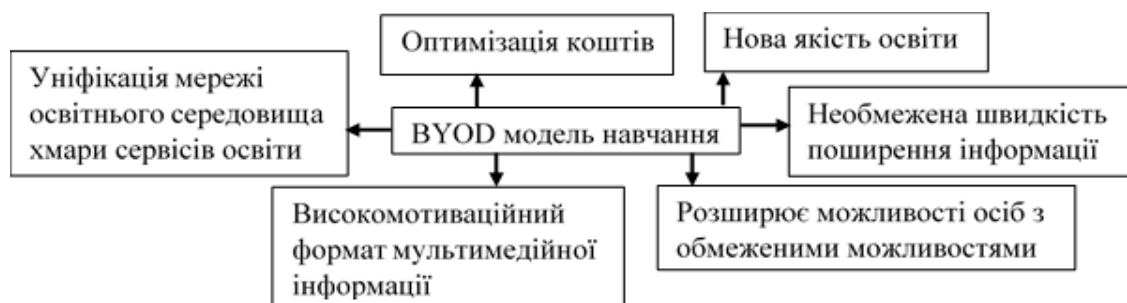 Оптимізація коштів
Нова якість освіти
Уніфікація мережі
освітнього середовища
хмари сервісів освіти
BYOD модель навчання
Необмежена швидкість
поширення інформації
Високомотиваційний
формат мультимедійної
інформації
Розширює можливості осіб з
обмеженими можливостями